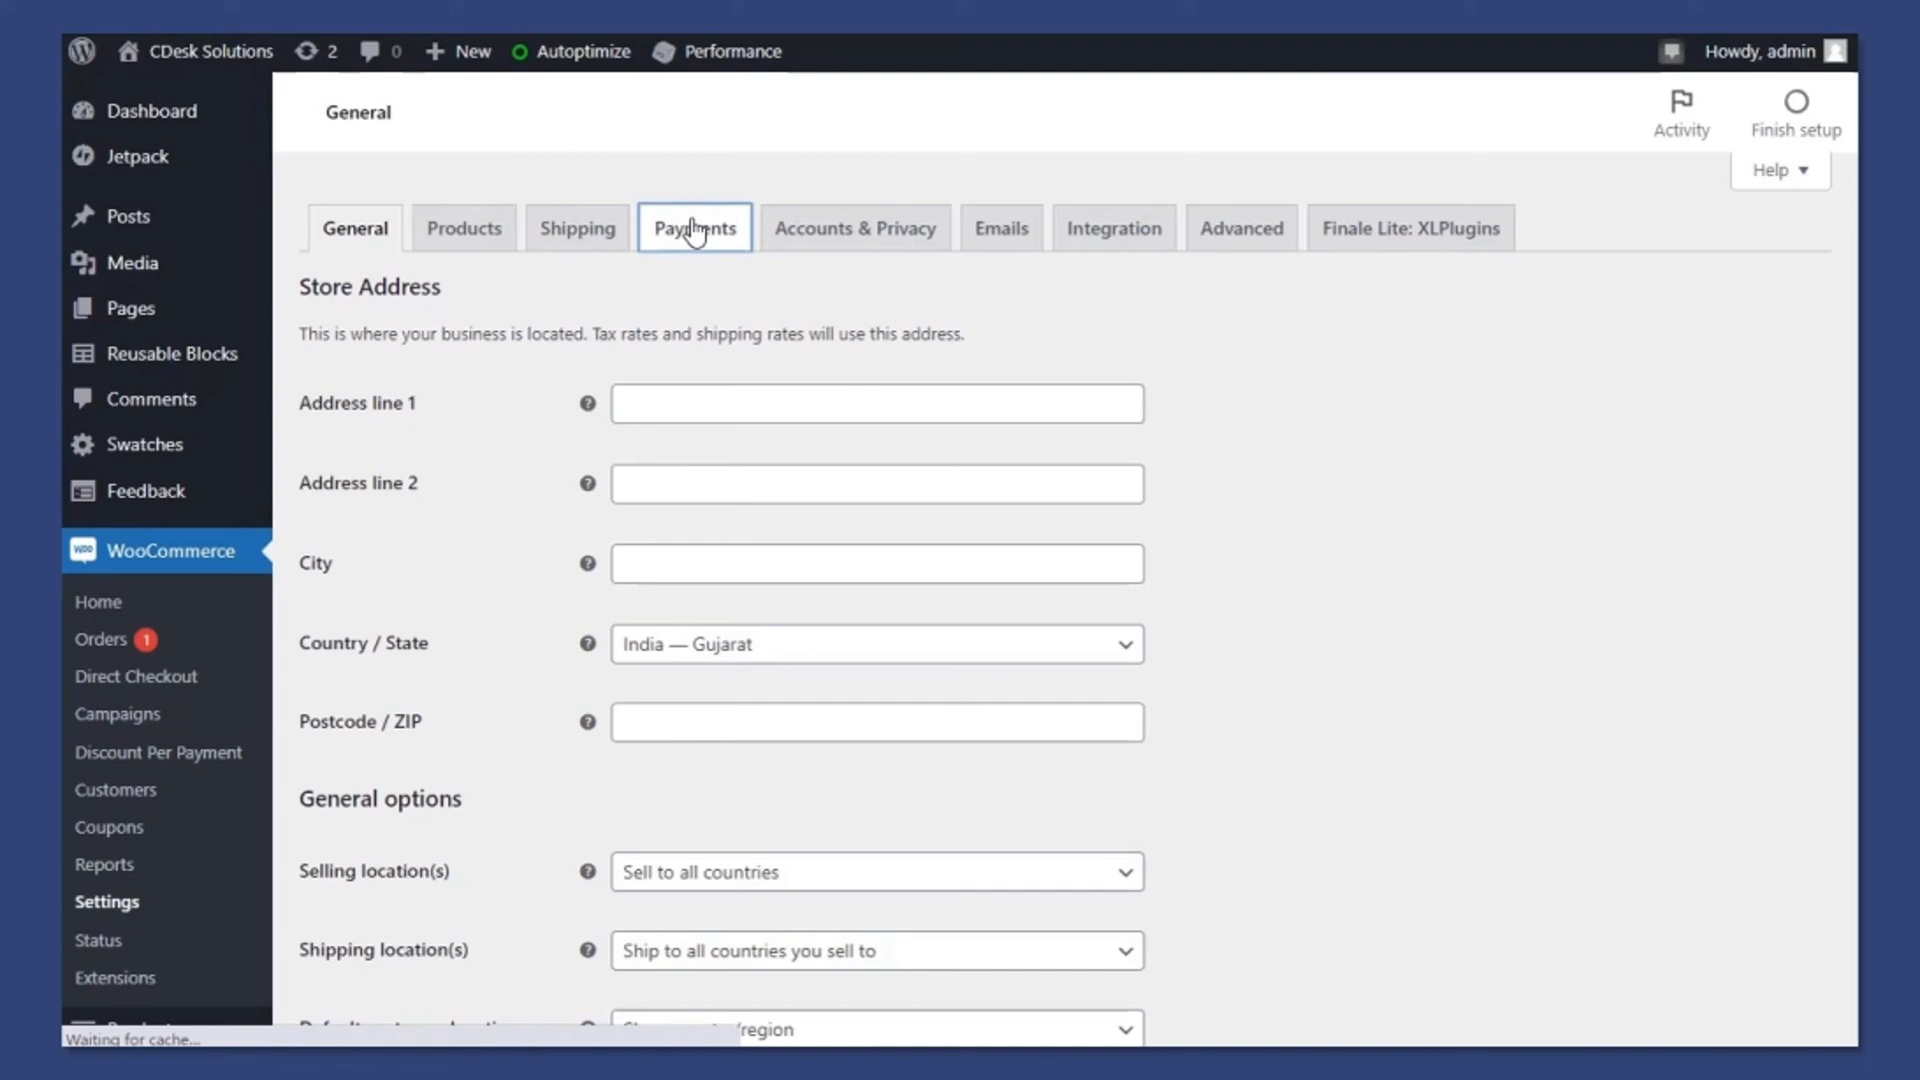 CDesk Solutions
2
0
New
Autoptimize
Performance
Howdy, admin
Dashboard
Jetpack
Posts
Media
Pages
Reusable Blocks
Comments
Swatches
Feedback
WOO
WooCommerce
Home
Orders 1
Direct Checkout
Campaigns
Discount Per Payment
Customers
Coupons
Reports
Settings
Status
Extensions
Waiting for cache...
General
Activity
Finish setup
Help
General
Products
Shipping
Payments
Accounts & Privacy
Emails
Integration
Advanced
Finale Lite: XLPlugins
Store Address
This is where your business is located. Tax rates and shipping rates will use this address.
Address line 1
Address line 2
City
Country / State
India — Gujarat
Postcode / ZIP
General options
Selling location(s)
Sell to all countries
Shipping location(s)
Ship to all countries you sell to
/region